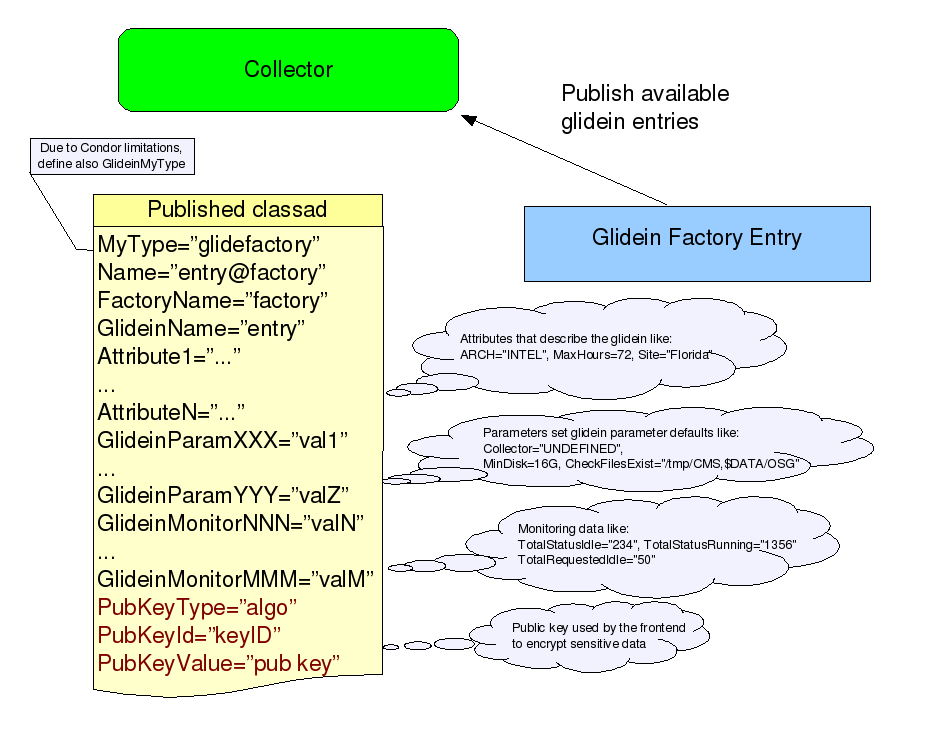 Collector
Publish available
glidein entries
Due to Condor limitations,
define also GlideinMyType
Published classad
Glidein Factory Entry
MyType=”glidefactory”
Name=”entry@factory”
FactoryName=”factory”
GlideinName=”entry”
Attribute1=”...”
...
AttributeN=”...”
GlideinParamXXX=”val1”
...
GlideinParamYYY=”valZ”
GlideinMonitorNNN=”valN”
...
GlideinMonitorMMM=”valM”
PubKeyType=”algo”
PubKeyId=”keyID”
PubKeyValue=”pub key”
Attributes that describe the glidein like:
ARCH="INTEL", MaxHours=72, Site="Florida"
Parameters set glidein parameter defaults like:
Collector="UNDEFINED",
MinDisk=16G, CheckFilesExist="/tmp/CMS,$DATA/OSG"
Monitoring data like:
TotalStatusIdle="234", TotalStatusRunning="1356"
TotalRequestedIdle="50"
Public key used by the frontend
to encrypt sensitive data